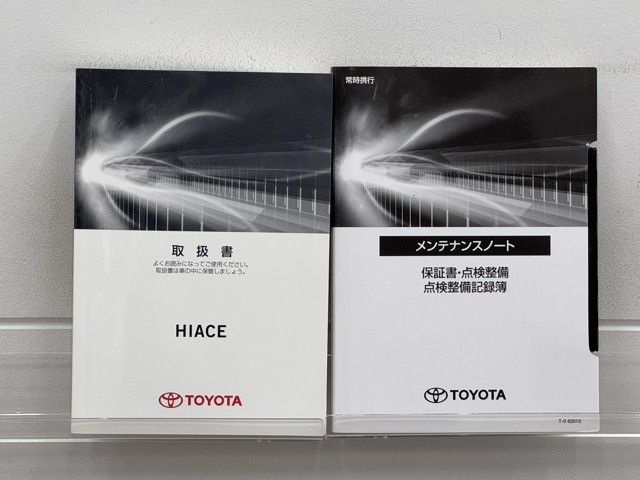 取扱書
よくお読みになってご使用ください。
取扱書は車の中に保管しましょう。
HIACE
TOYOTA
常時携行
メンテナンスノート
保証書・点検整備
点検整備記録簿
TOYOTA
T-0 62010